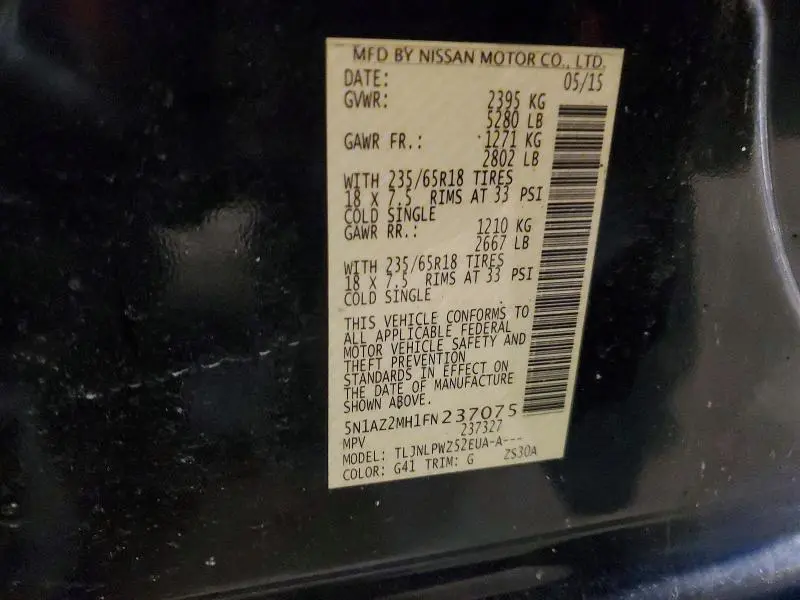 MFD BY NISSAN MOTOR CO., LTD.
DATE: 05/15
GVWR: 2395 KG
5280 LB
GAWR FR.: 1271 KG
2802 LB
WITH 235/65R18 TIRES
18 X 7.5 RIMS AT 33 PSI
COLD SINGLE
GAWR RR.: 1210 KG
2667 LB
WITH 235/65R18 TIRES
18 X 7.5 RIMS AT 33 PSI
COLD SINGLE
THIS VEHICLE CONFORMS TO
ALL APPLICABLE FEDERAL
MOTOR VEHICLE SAFETY AND
THEFT PREVENTION
STANDARDS IN EFFECT ON
THE DATE OF MANUFACTURE
SHOWN ABOVE.
5N1AZ2MH1FN237075
MPV 237327
MODEL: TLJNLPWZ52EUA-A---
COLOR: G41 TRIM: G ZS30A